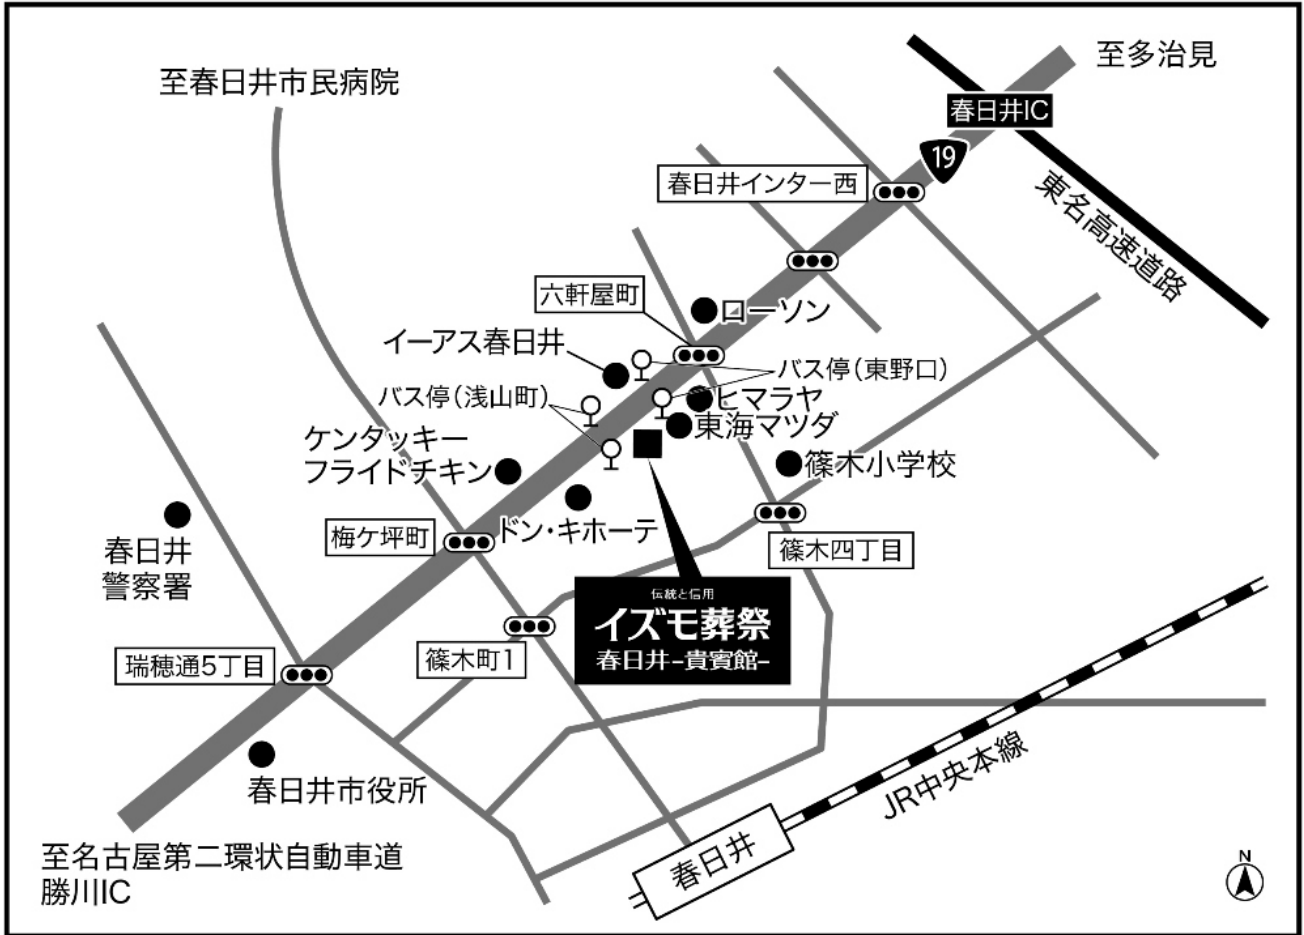 至多治見
至春日井市民病院
春日井IC
19
春日井インター西
東名高速道路
六軒屋町
ローソン
イーアス春日井
バス停(東野口)
バス停(浅山町)
ヒマラヤ
東海マツダ
ケンタッキー
フライドチキン
篠木小学校
梅ケ坪町
ドン・キホーテ
春日井
警察署
篠木四丁目
伝統と信用
イズモ葬祭
春日井-貴賓館-
瑞穂通5丁目
篠木町1
春日井市役所
JR中央本線
至名古屋第二環状自動車道
勝川IC
春日井
N